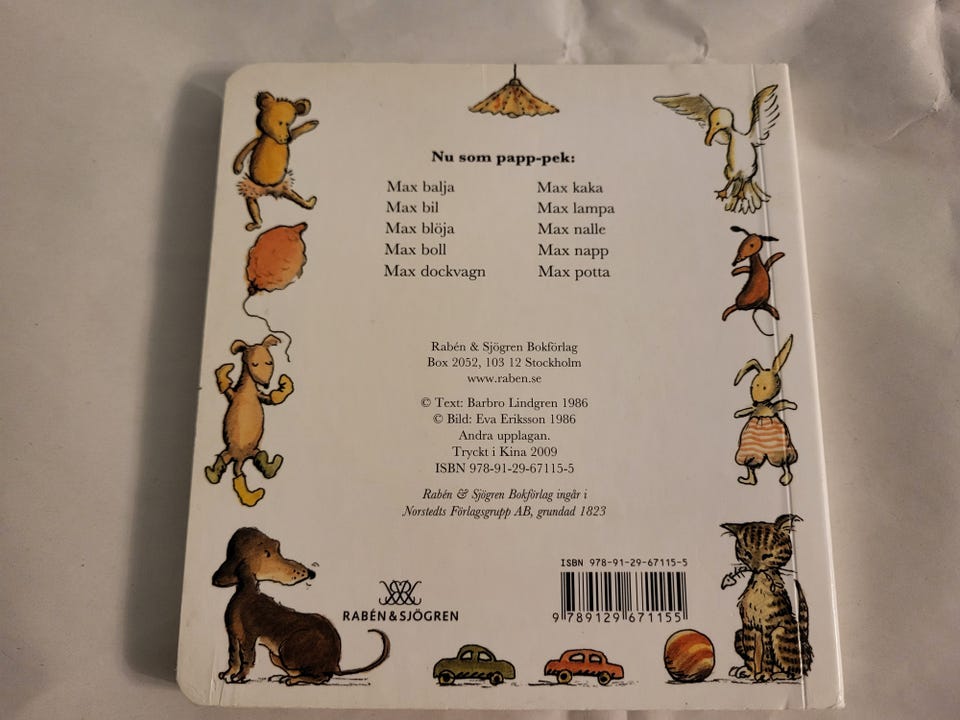 Nu som papp-pek:
Max balja
Max bil
Max blöja
Max boll
Max dockvagn
Max kaka
Max lampa
Max nalle
Max napp
Max potta
Rabén & Sjögren Bokförlag
Box 2052, 103 12 Stockholm
www.raben.se
© Text: Barbro Lindgren 1986
© Bild: Eva Eriksson 1986
Andra upplagan.
Tryckt i Kina 2009
ISBN 978-91-29-67115-5
Rabén & Sjögren Bokförlag ingår i
Norstedts Förlagsgrupp AB, grundad 1823
RABÉN & SJÖGREN
ISBN 978-91-29-67115-5
9 789129 671155